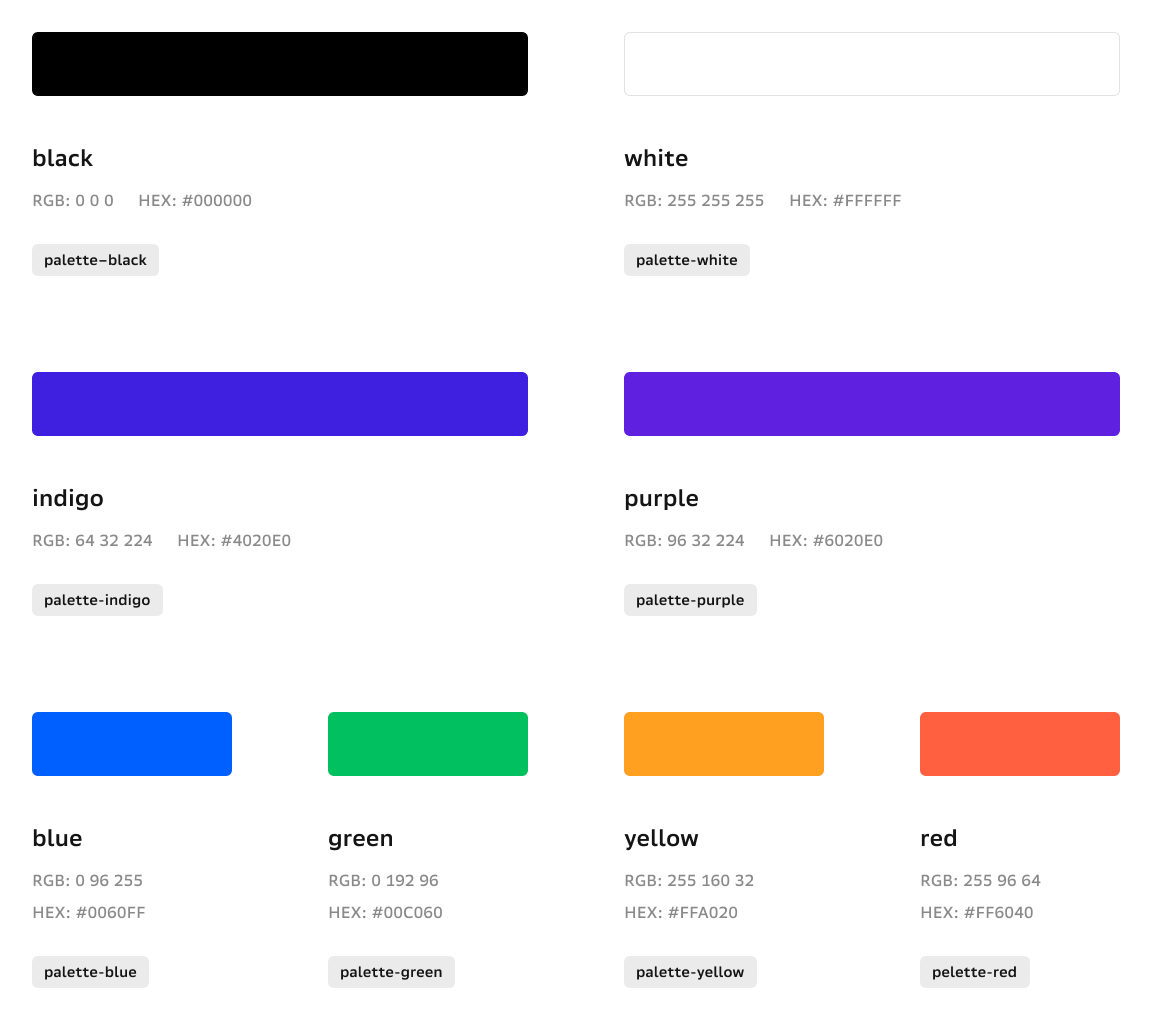 black
RGB: 0 0 0 HEX: #000000
palette–black
white
RGB: 255 255 255 HEX: #FFFFFF
palette-white
indigo
RGB: 64 32 224 HEX: #4020E0
palette-indigo
purple
RGB: 96 32 224 HEX: #6020E0
palette-purple
blue
RGB: 0 96 255
HEX: #0060FF
palette-blue
green
RGB: 0 192 96
HEX: #00C060
palette-green
yellow
RGB: 255 160 32
HEX: #FFA020
palette-yellow
red
RGB: 255 96 64
HEX: #FF6040
pelette-red